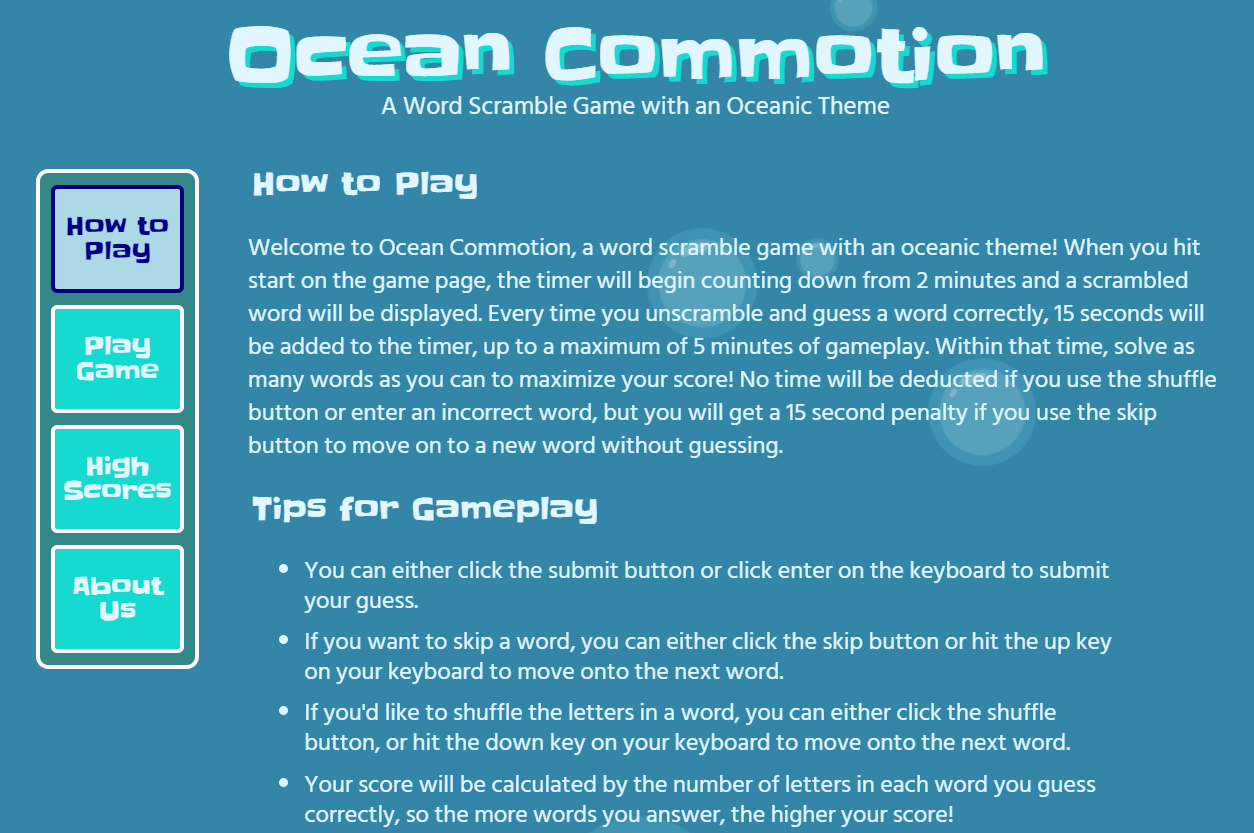 Ocean Commotion
A Word Scramble Game with an Oceanic Theme
How to
Play
Play
Game
High
Scores
About
Us
How to Play
Welcome to Ocean Commotion, a word scramble game with an oceanic theme! When you hit
start on the game page, the timer will begin counting down from 2 minutes and a scrambled
word will be displayed. Every time you unscramble and guess a word correctly, 15 seconds will
be added to the timer, up to a maximum of 5 minutes of gameplay. Within that time, solve as
many words as you can to maximize your score! No time will be deducted if you use the shuffle
button or enter an incorrect word, but you will get a 15 second penalty if you use the skip
button to move on to a new word without guessing.
Tips for Gameplay
• You can either click the submit button or click enter on the keyboard to submit
your guess.
• If you want to skip a word, you can either click the skip button or hit the up key
on your keyboard to move onto the next word.
• If you'd like to shuffle the letters in a word, you can either click the shuffle
button, or hit the down key on your keyboard to move onto the next word.
• Your score will be calculated by the number of letters in each word you guess
correctly, so the more words you answer, the higher your score!